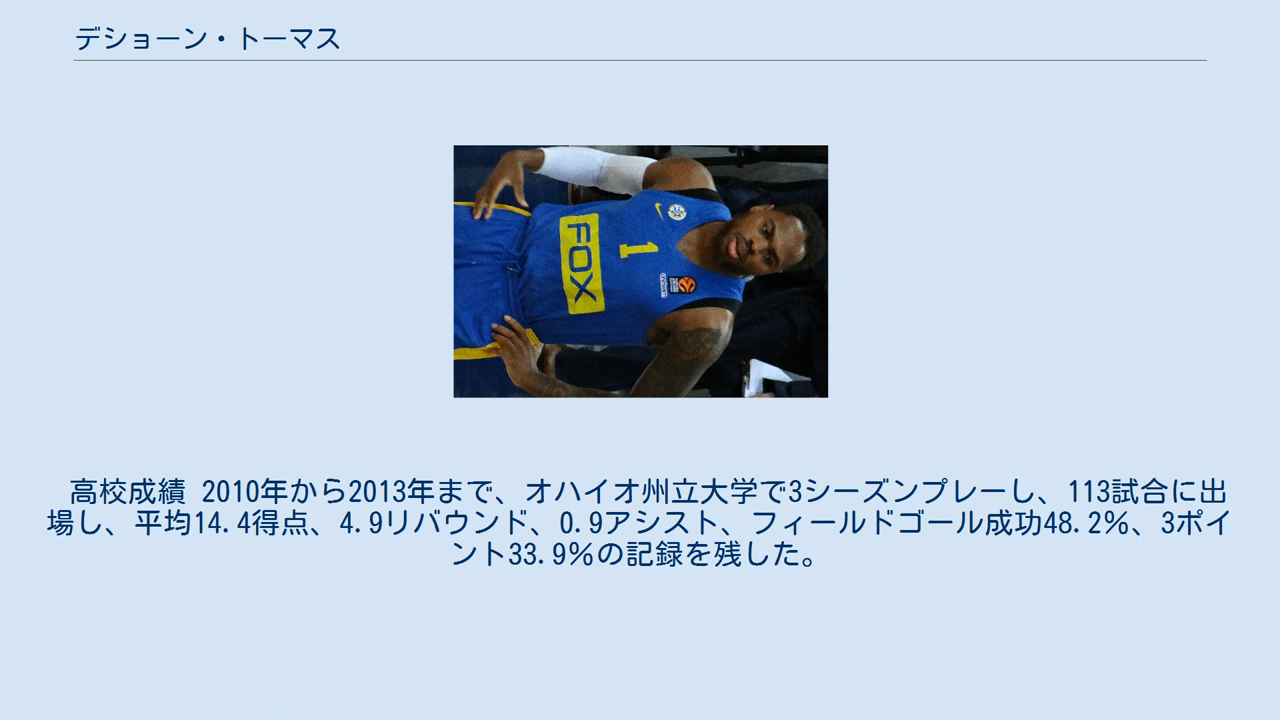 デショーン・トーマス
FOX
1
高校成績 2010年から2013年まで、オハイオ州立大学で3シーズンプレーし、113試合に出
場し、平均14.4得点、4.9リバウンド、0.9アシスト、フィールドゴール成功48.2%、3ポイ
ント33.9%の記録を残した。